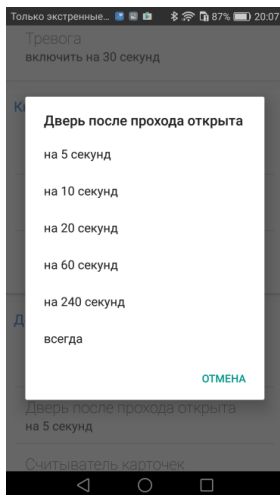 Только экстренные... 87% 20:07
Тревога
включить на 30 секунд
Дверь после прохода открыта
на 5 секунд
на 10 секунд
на 20 секунд
на 60 секунд
на 240 секунд
всегда
ОТМЕНА
Дверь после прохода открыта
на 5 секунд
Считыватель карточек